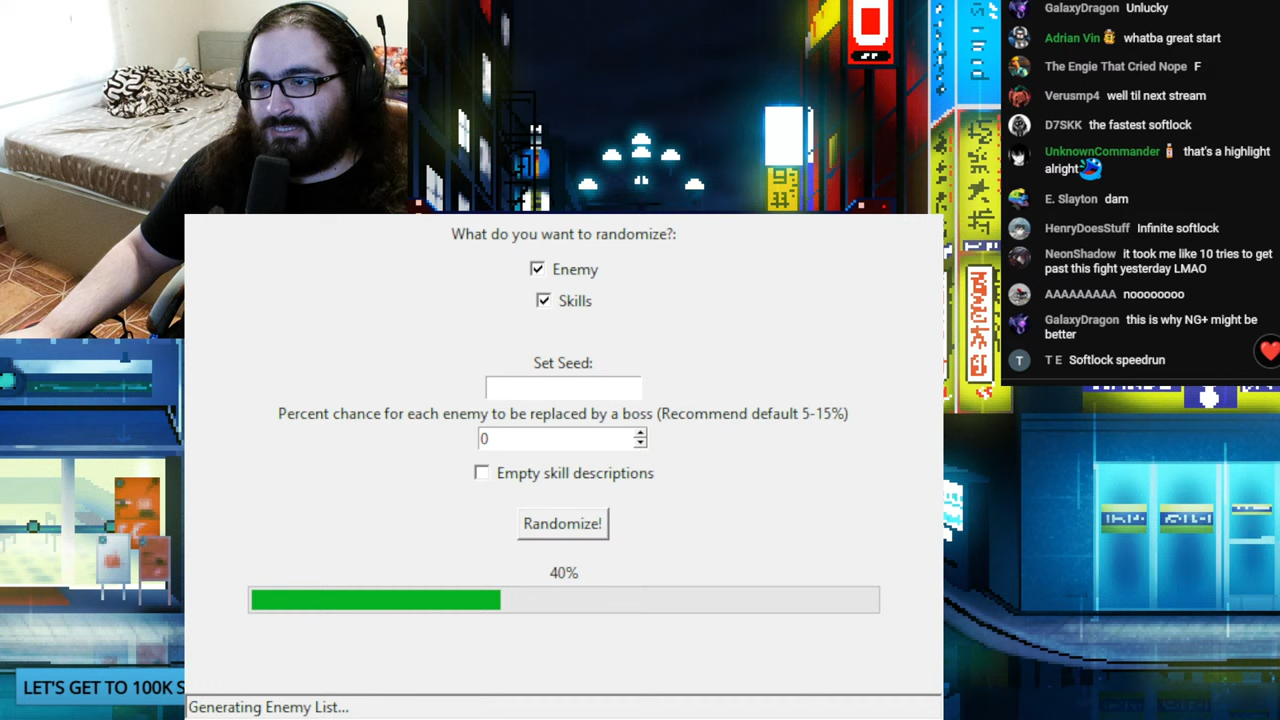 What do you want to randomize?:
Enemy
Skills
Set Seed:
Percent chance for each enemy to be replaced by a boss (Recommend default 5-15%)
0
Empty skill descriptions
Randomize!
40%
Generating Enemy List...
LET'S GET TO 100K S
GalaxyDragon Unlucky
Adrian Vin whatba great start
The Engie That Cried Nope F
Verusmp4 well til next stream
D7SKK the fastest softlock
UnknownCommander that's a highlight
alright
E. Slayton dam
HenryDoesStuff Infinite softlock
NeonShadow it took me like 10 tries to get
past this fight yesterday LMAO
AAAAAAAAA noooooooo
GalaxyDragon this is why NG+ might be
better
T
T E Softlock speedrun